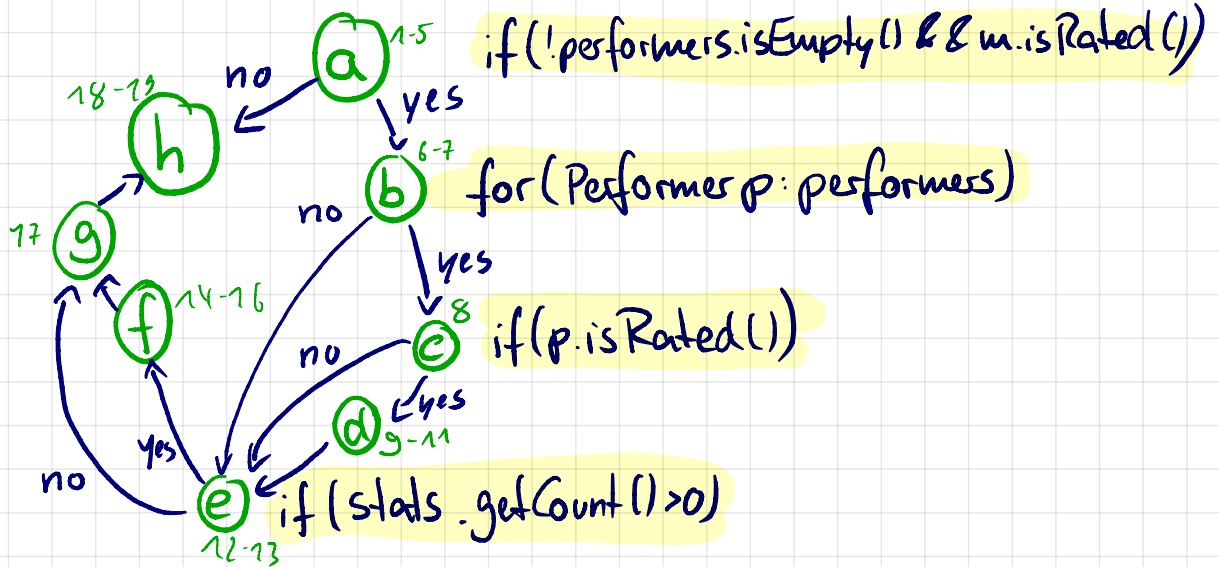 a 1-5 if(!performers.isEmpty() && m.isRated())
no
yes
18-19
h
b 6-7 for(Performer p: performers)
no
yes
17 g
f 14-16
c 8 if(p.isRated())
no
yes
d 9-11
yes
no
e if(stats.getCount()>0)
12-13